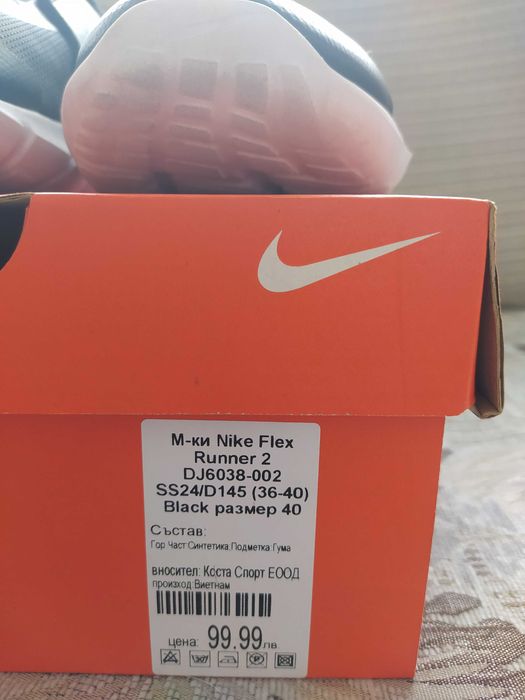 М-ки Nike Flex
Runner 2
DJ6038-002
SS24/D145 (36-40)
Black размер 40
Състав:
Гор.Част:Синтетика;Подметка:Гума
вносител: Коста Спорт ЕООД
произход:Виетнам
цена: 99.99лв